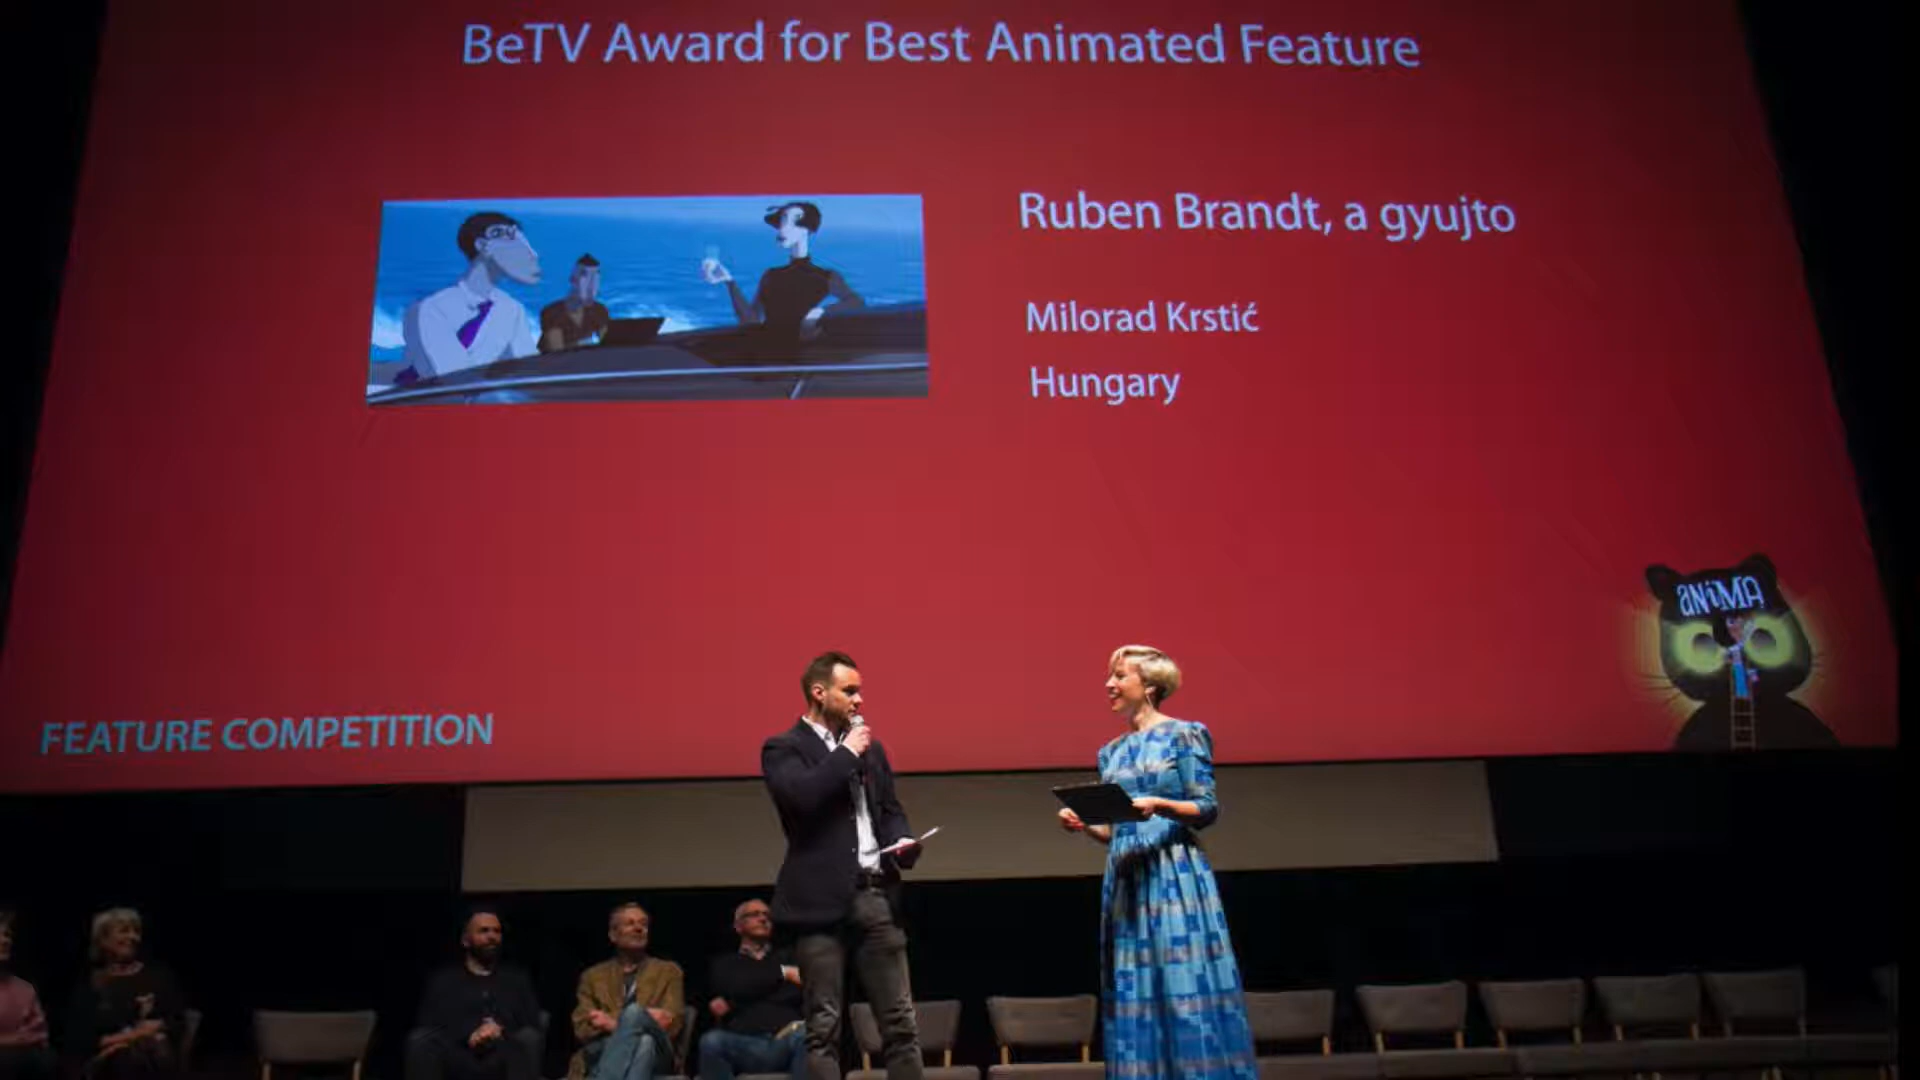 BeTV Award for Best Animated Feature
Ruben Brandt, a gyujto
Milorad Krstić
Hungary
aNiMA
FEATURE COMPETITION